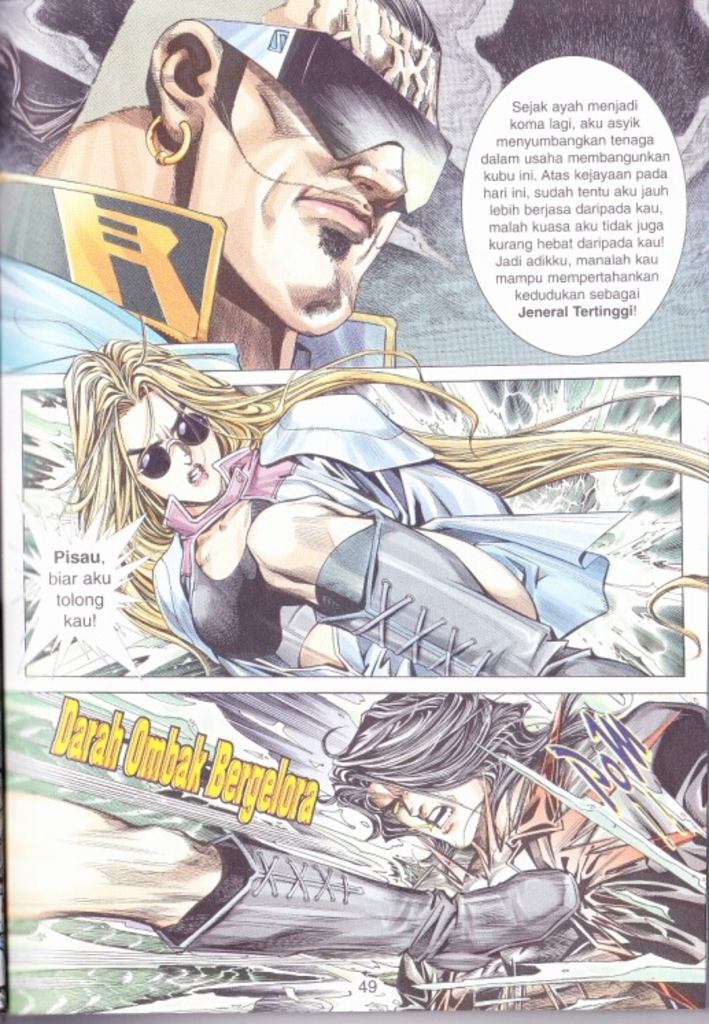 Sejak ayah menjadi
koma lagi, aku asyik
menyumbangkan tenaga
dalam usaha membangunkan
kubu ini. Atas kejayaan pada
hari ini, sudah tentu aku jauh
lebih berjasa daripada kau,
malah kuasa aku tidak juga
kurang hebat daripada kau!
Jadi adikku, manalah kau
mampu mempertahankan
kedudukan sebagai
Jeneral Tertinggi!
R
Pisau,
biar aku
tolong
kau!
Darah Ombak Bergelora
POM
49